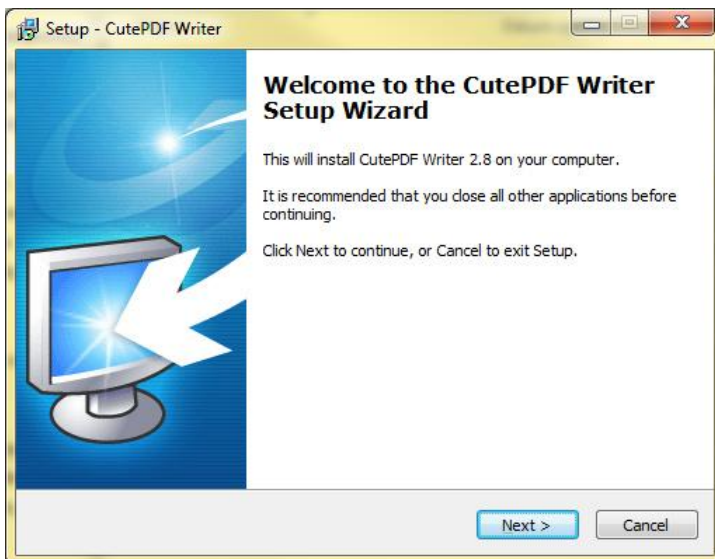 Setup - CutePDF Writer
Welcome to the CutePDF Writer
Setup Wizard
This will install CutePDF Writer 2.8 on your computer.
It is recommended that you close all other applications before
continuing.
Click Next to continue, or Cancel to exit Setup.
Next >
Cancel